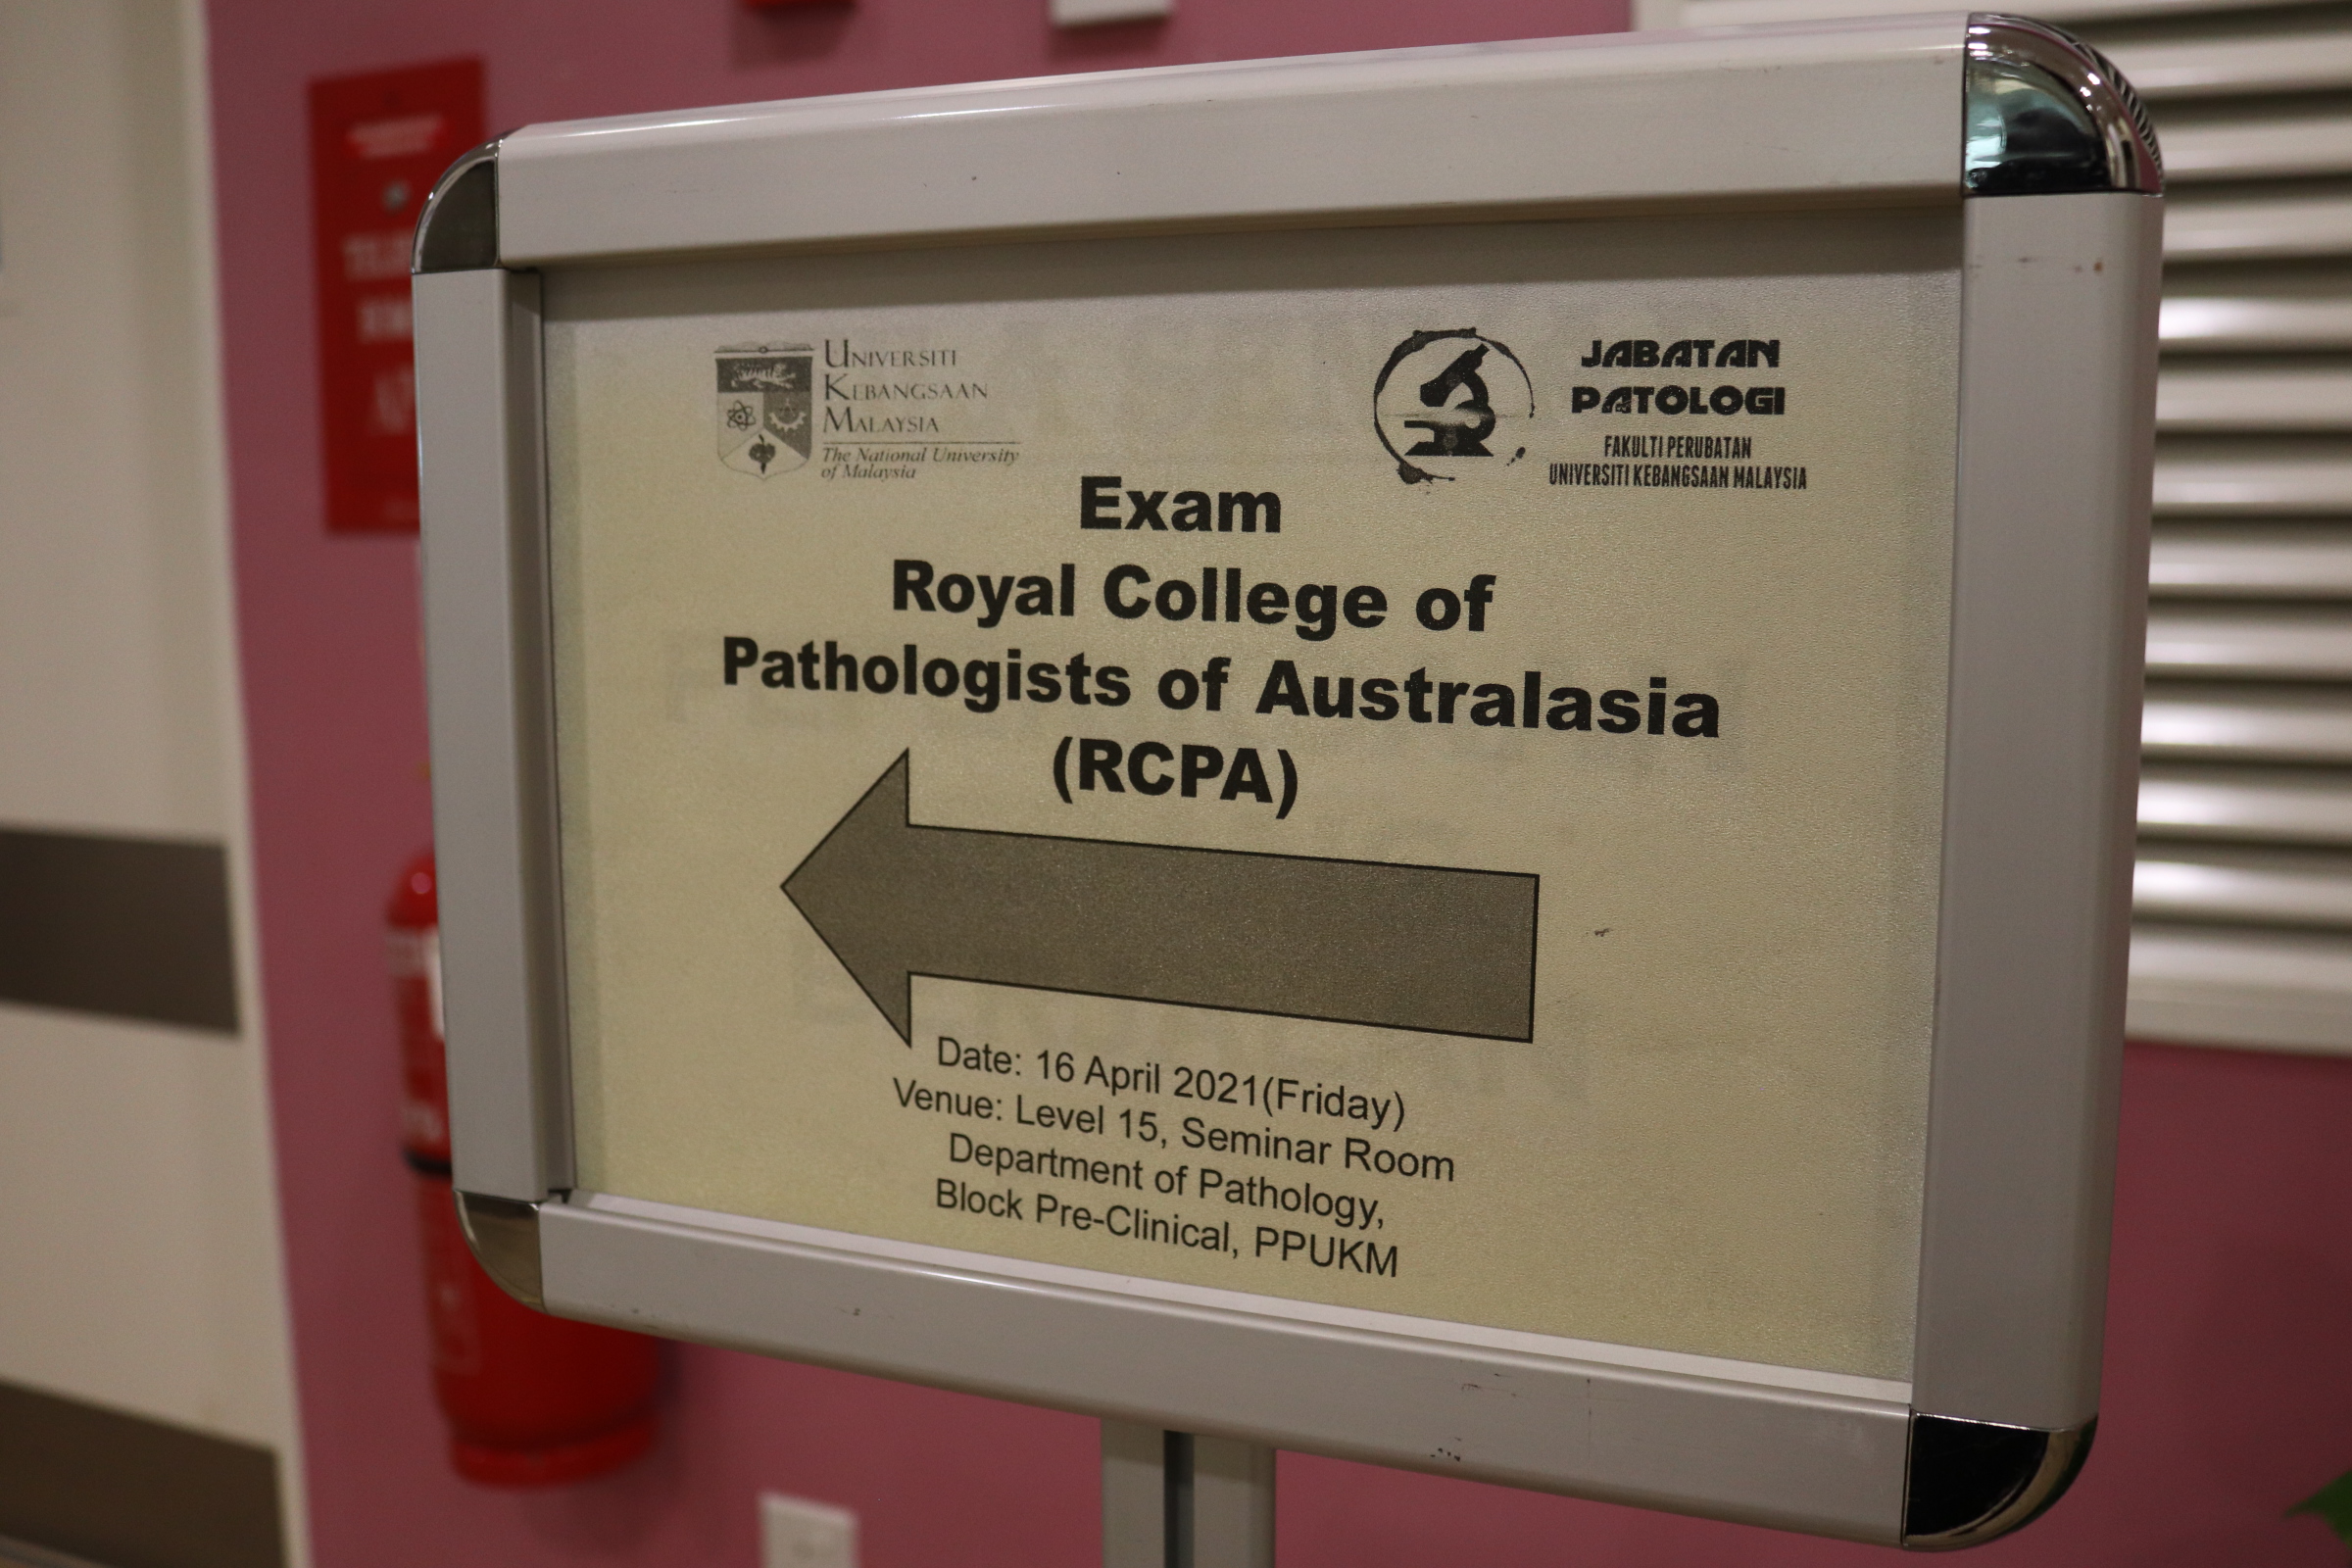 UNIVERSITI
KEBANGSAAN
MALAYSIA
The National University
of Malaysia
JABATAN
PATOLOGI
FAKULTI PERUBATAN
UNIVERSITI KEBANGSAAN MALAYSIA
Exam
Royal College of
Pathologists of Australasia
(RCPA)
Date: 16 April 2021(Friday)
Venue: Level 15, Seminar Room
Department of Pathology,
Block Pre-Clinical, PPUKM